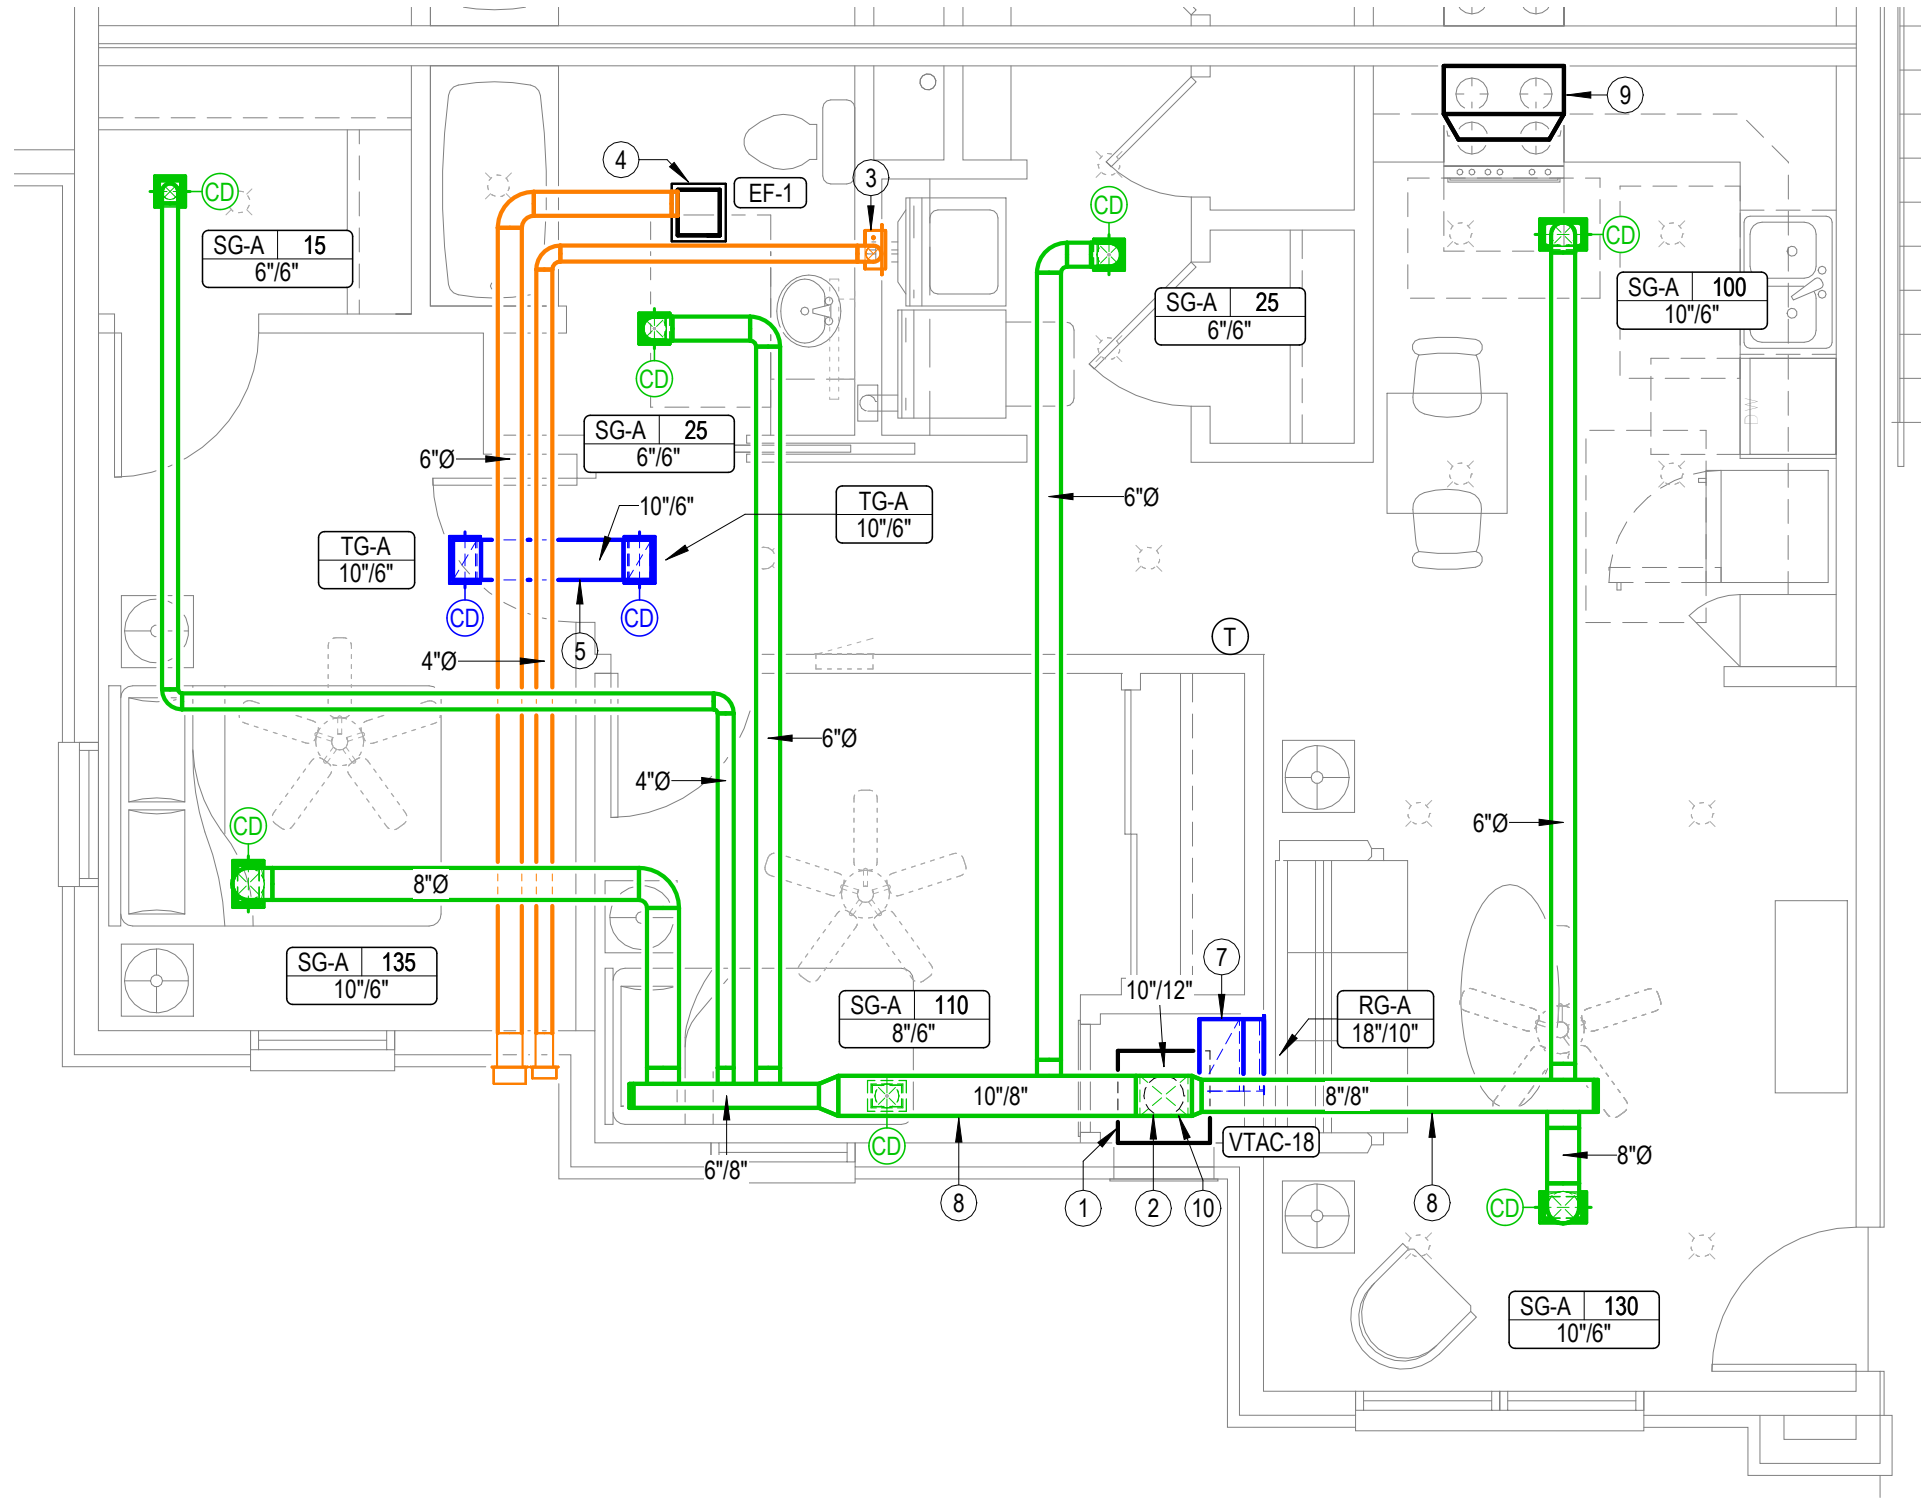 9
4
EF-1
3
CD
CD
CD
SG-A 15
6"/6"
SG-A 100
10"/6"
SG-A 25
6"/6"
CD
SG-A 25
6"/6"
DW
6"Ø
10"/6"
TG-A
10"/6"
6"Ø
TG-A
10"/6"
CD
CD
T
5
4"Ø
6"Ø
4"Ø
CD
6"Ø
8"Ø
SG-A 135
10"/6"
7
10"/12"
SG-A 110
8"/6"
RG-A
18"/10"
10"/8"
8"/8"
CD
VTAC-18
6"/8"
8"Ø
8
1
2
10
8
CD
SG-A 130
10"/6"